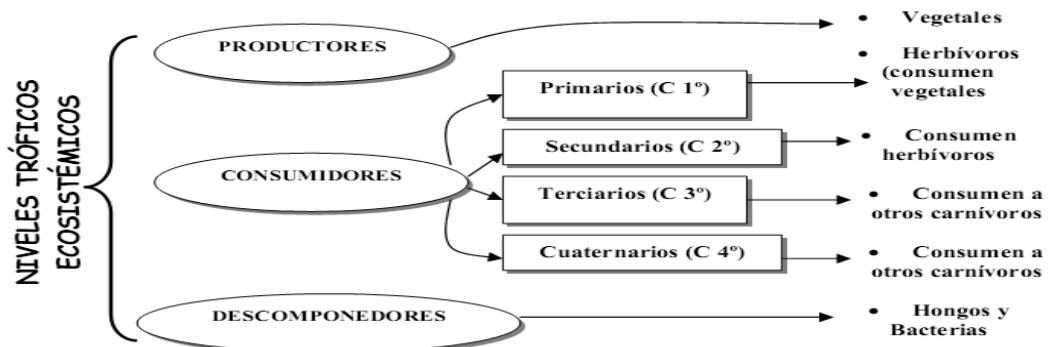 NIVELES TRÓFICOS
ECOSISTÉMICOS
PRODUCTORES
• Vegetales
CONSUMIDORES
Primarios (C 1º)
• Herbívoros
(consumen
vegetales
Secundarios (C 2º)
• Consumen
herbívoros
Terciarios (C 3º)
• Consumen a
otros carnívoros
Cuaternarios (C 4º)
• Consumen a
otros carnívoros
DESCOMPONEDORES
• Hongos y
Bacterias